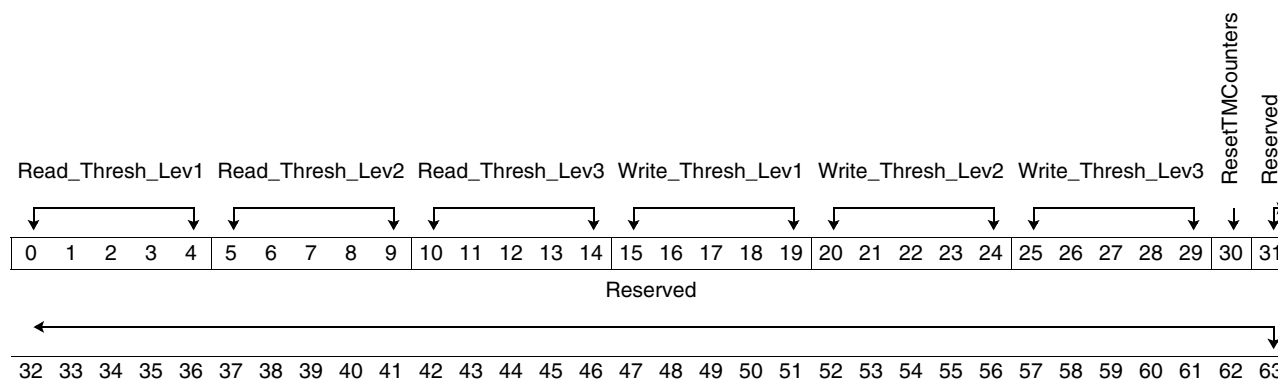 ResetTMCounters
Reserved
Read_Thresh_Lev1 Read_Thresh_Lev2 Read_Thresh_Lev3 Write_Thresh_Lev1 Write_Thresh_Lev2 Write_Thresh_Lev3
0 1 2 3 4 5 6 7 8 9 10 11 12 13 14 15 16 17 18 19 20 21 22 23 24 25 26 27 28 29 30 31
Reserved
32 33 34 35 36 37 38 39 40 41 42 43 44 45 46 47 48 49 50 51 52 53 54 55 56 57 58 59 60 61 62 63